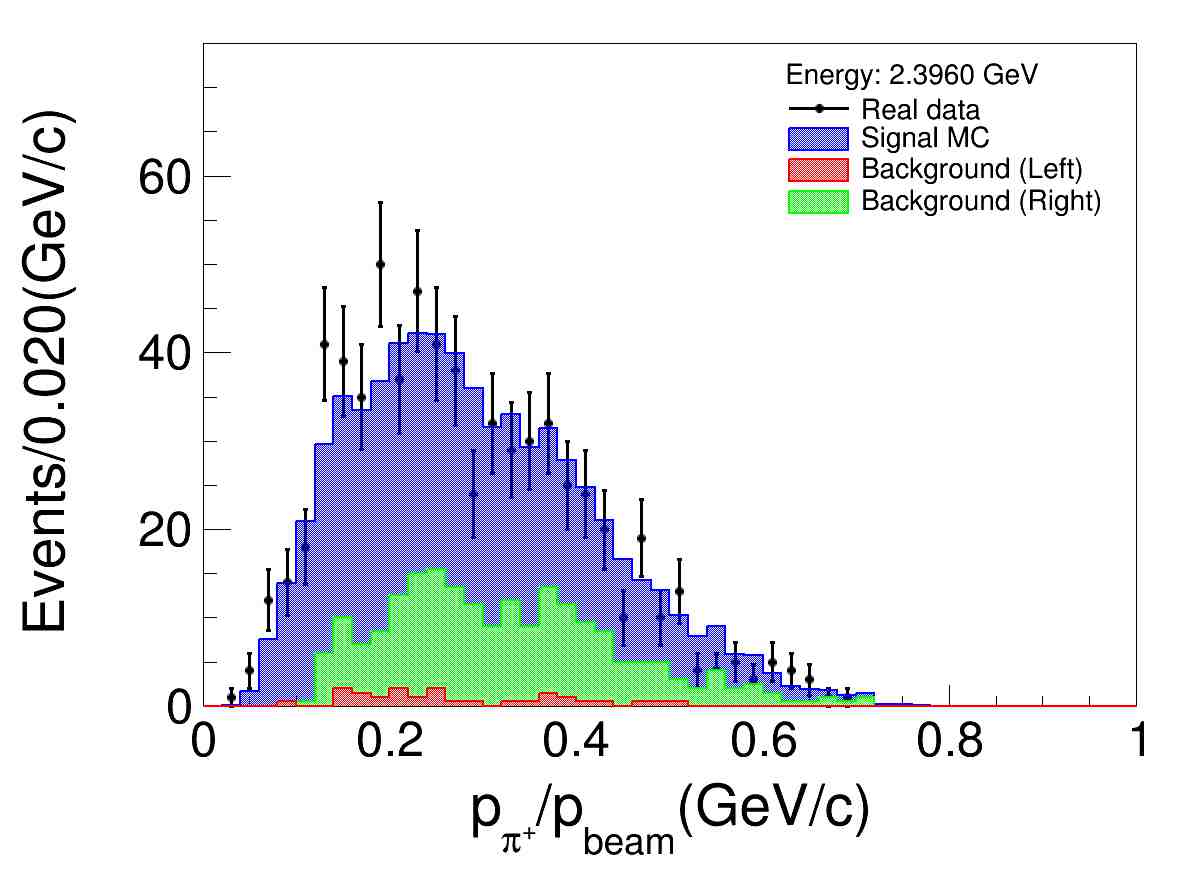 Energy: 2.3960 GeV
Real data
Signal MC
Background (Left)
Background (Right)
Events/0.020(GeV/c)
60
40
20
0
0 0.2 0.4 0.6 0.8 1
pπ+/pbeam(GeV/c)